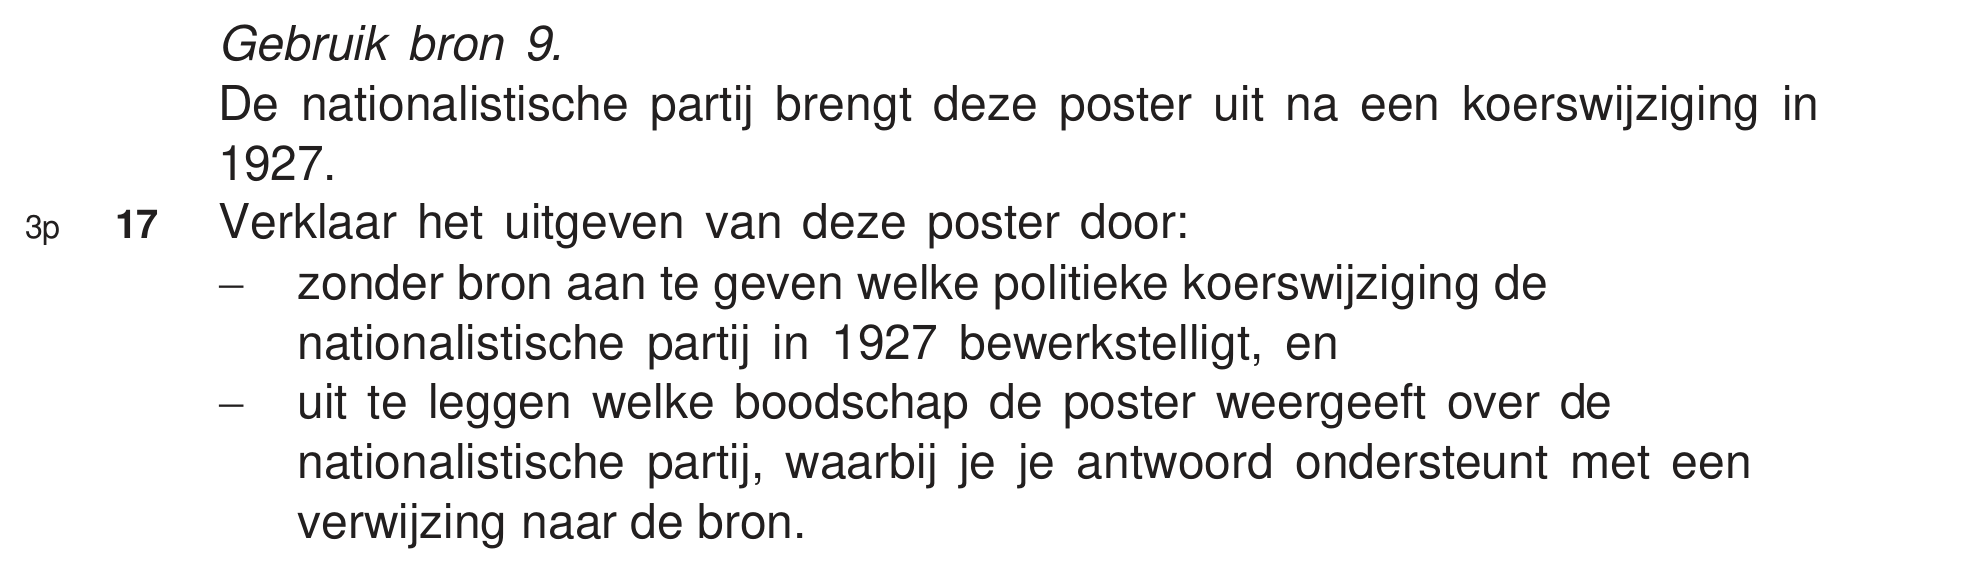 Gebruik bron 9.
De nationalistische partij brengt deze poster uit na een koerswijziging in
1927.
3p 17 Verklaar het uitgeven van deze poster door:
– zonder bron aan te geven welke politieke koerswijziging de
nationalistische partij in 1927 bewerkstelligt, en
– uit te leggen welke boodschap de poster weergeeft over de
nationalistische partij, waarbij je je antwoord ondersteunt met een
verwijzing naar de bron.